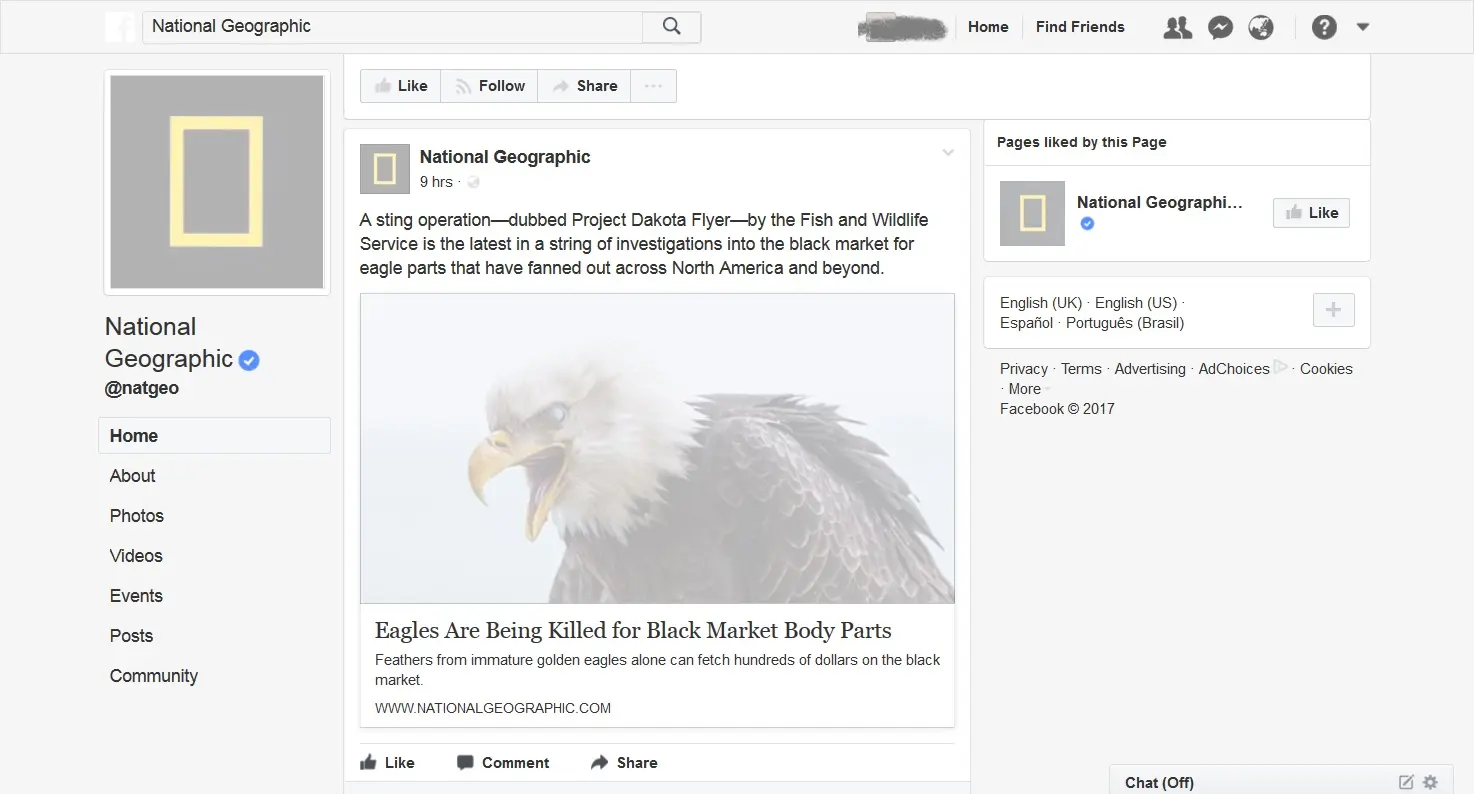 National Geographic
Home
Find Friends
Like
Follow
Share
National
Geographic
@natgeo
Home
About
Photos
Videos
Events
Posts
Community
National Geographic
9 hrs ·
A sting operation—dubbed Project Dakota Flyer—by the Fish and Wildlife
Service is the latest in a string of investigations into the black market for
eagle parts that have fanned out across North America and beyond.
Eagles Are Being Killed for Black Market Body Parts
Feathers from immature golden eagles alone can fetch hundreds of dollars on the black
market.
WWW.NATIONALGEOGRAPHIC.COM
Like
Comment
Share
Pages liked by this Page
National Geographi...
Like
English (UK) · English (US) ·
Español · Português (Brasil)
Privacy · Terms · Advertising · AdChoices · Cookies
· More
Facebook © 2017
Chat (Off)